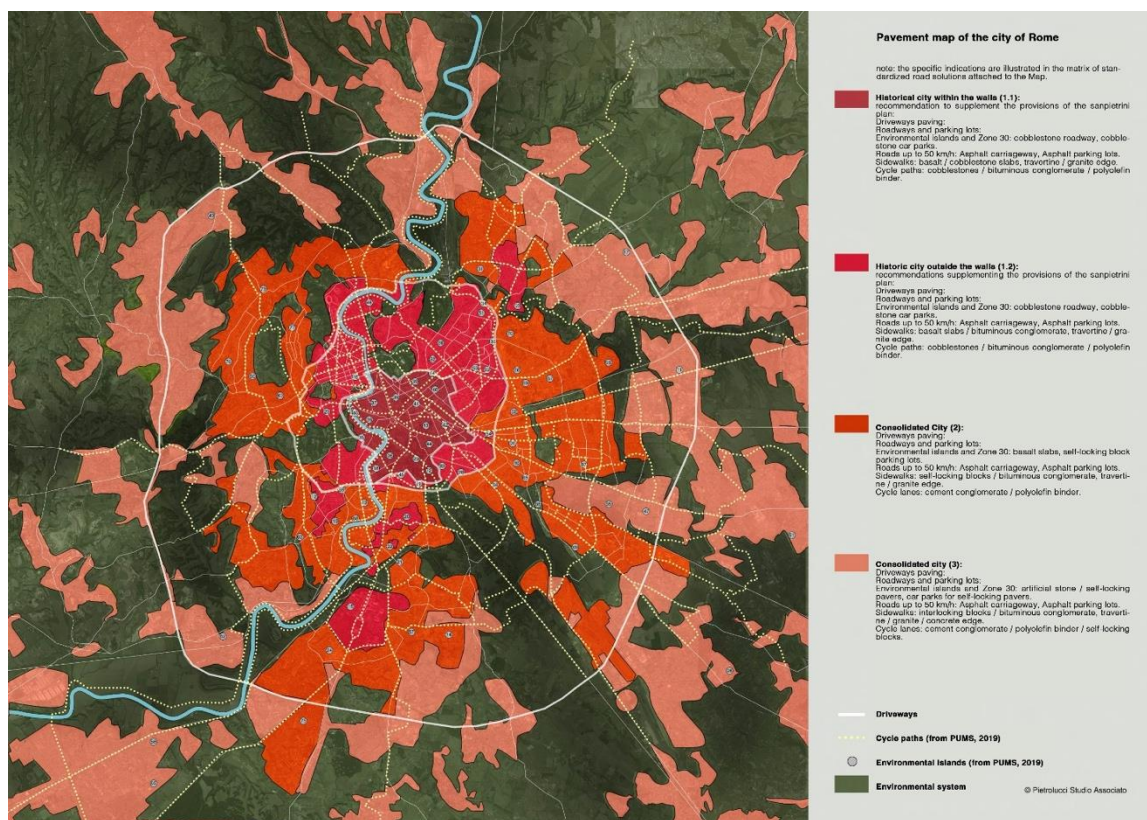 Pavement map of the city of Rome
note: the specific indications are illustrated in the matrix of stan-
dardized road solutions attached to the Map.
Historical city within the walls (1.1):
recommendation to supplement the provisions of the sanpietrini
plan:
Driveways paving:
Roadways and parking lots:
Environmental islands and Zone 30: cobblestone roadway, cobble-
stone car parks.
Roads up to 50 km/h: Asphalt carriageway, Asphalt parking lots.
Sidewalks: basalt / cobblestone slabs, travertine / granite edge.
Cycle paths: cobblestones / bituminous conglomerate / polyolefin
binder.
Historic city outside the walls (1.2):
recommendations supplementing the provisions of the sanpietrini
plan:
Driveways paving:
Roadways and parking lots:
Environmental islands and Zone 30: cobblestone roadway, cobble-
stone car parks.
Roads up to 50 km/h: Asphalt carriageway, Asphalt parking lots.
Sidewalks: basalt slabs / bituminous conglomerate, travertine / gra-
nite edge.
Cycle paths: cobblestones / bituminous conglomerate / polyolefin
binder.
Consolidated City (2):
Driveways paving:
Roadways and parking lots:
Environmental islands and Zone 30: basalt slabs, self-locking block
parking lots.
Roads up to 50 km/h: Asphalt carriageway, Asphalt parking lots.
Sidewalks: self-locking blocks / bituminous conglomerate, traverti-
ne / granite edge.
Cycle lanes: cement conglomerate / polyolefin binder.
Consolidated city (3):
Driveways paving:
Roadways and parking lots:
Environmental islands and Zone 30: artificial stone / self-locking
pavers, car parks for self-locking pavers.
Roads up to 50 km/h: Asphalt carriageway, Asphalt parking lots.
Sidewalks: interlocking blocks / bituminous conglomerate, traverti-
ne / granite / concrete edge.
Cycle lanes: cement conglomerate / polyolefin binder / self-locking
blocks.
Driveways
Cycle paths (from PUMS, 2019)
Environmental Islands (from PUMS, 2019)
Environmental system
© Pietrolucci Studio Associato